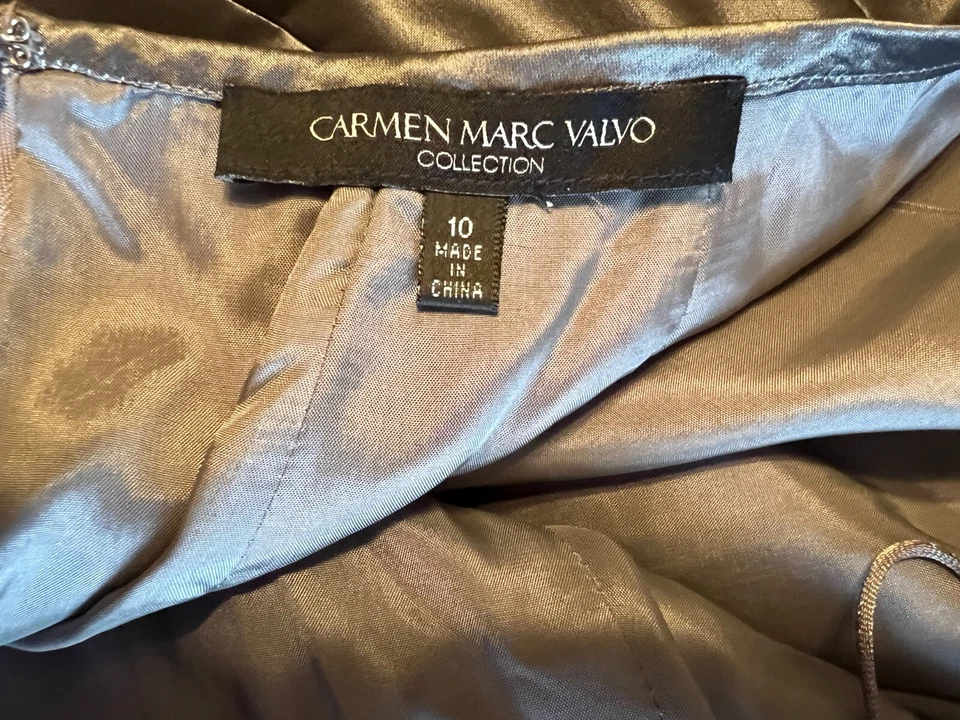 CARMEN MARC VALVO
COLLECTION
10
MADE
IN
CHINA